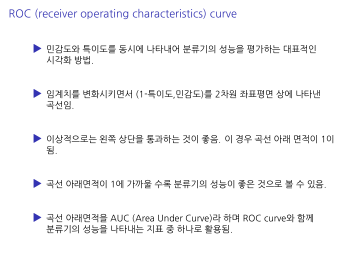 ROC (receiver operating characteristics) curve
민감도와 특이도를 동시에 나타내어 분류기의 성능을 평가하는 대표적인
시각화 방법.
임계치를 변화시키면서 (1-특이도,민감도)를 2차원 좌표평면 상에 나타낸
곡선임.
이상적으로는 왼쪽 상단을 통과하는 것이 좋음. 이 경우 곡선 아래 면적이 1이
됨.
곡선 아래면적이 1에 가까울 수록 분류기의 성능이 좋은 것으로 볼 수 있음.
곡선 아래면적을 AUC (Area Under Curve)라 하며 ROC curve와 함께
분류기의 성능을 나타내는 지표 중 하나로 활용됨.